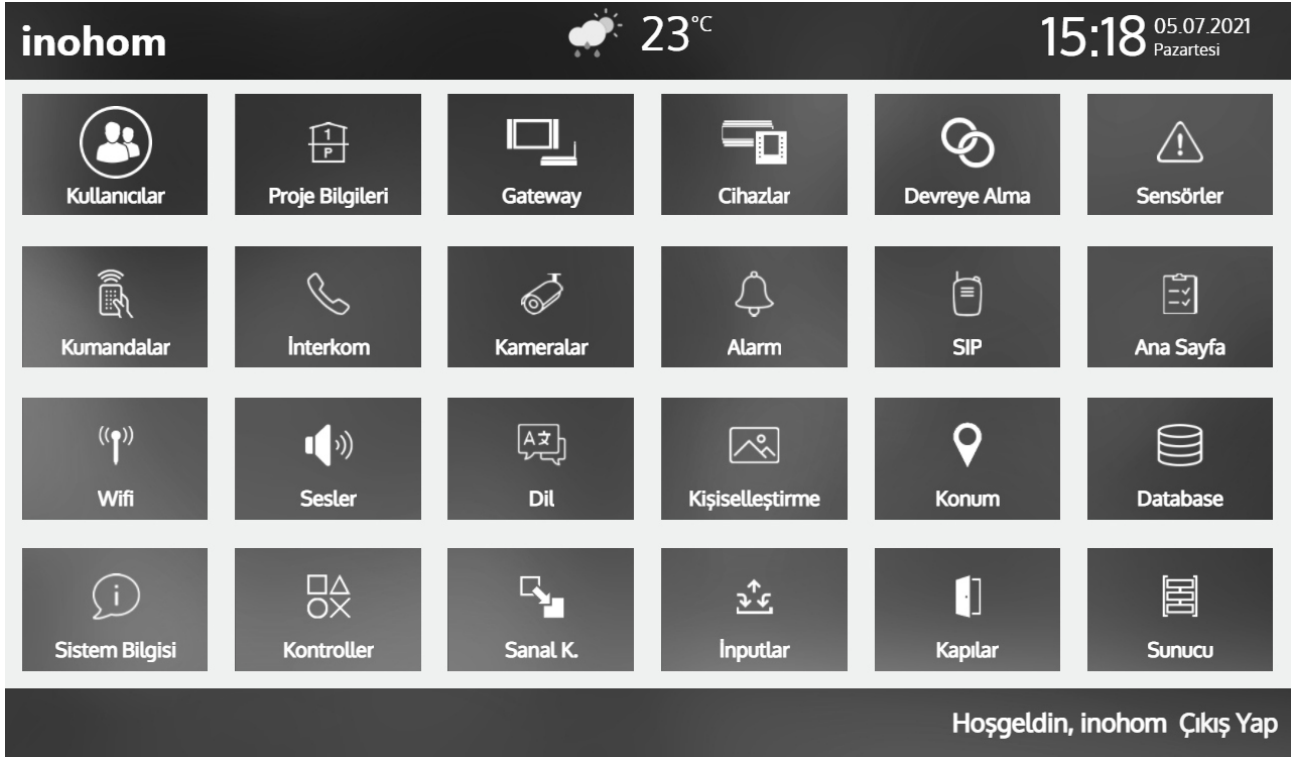 inohom
23°C
15:18
05.07.2021
Pazartesi
Kullanıcılar
1
P
Proje Bilgileri
Gateway
Cihazlar
Devreye Alma
Sensörler
Kumandalar
İnterkom
Kameralar
Alarm
SIP
Ana Sayfa
Wifi
Sesler
A 文
Dil
Kişiselleştirme
Konum
Database
i
Sistem Bilgisi
Kontroller
Sanal K.
İnputlar
Kapılar
Sunucu
Hoşgeldin, inohom Çıkış Yap